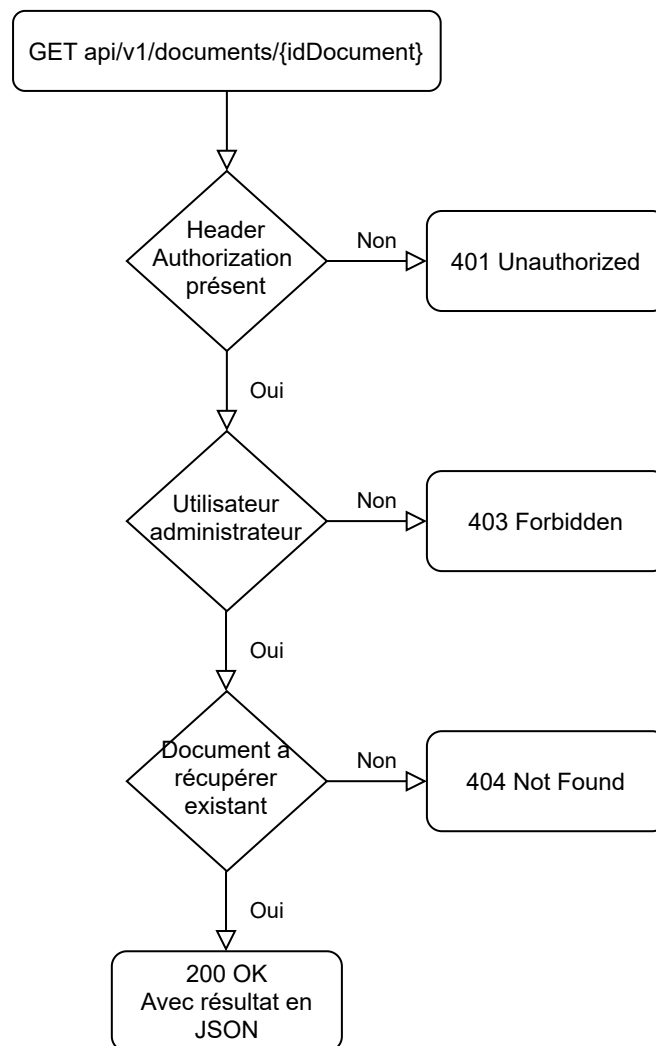 GET api/v1/documents/{idDocument}
Header
Authorization
présent
Non
401 Unauthorized
Oui
Utilisateur
administrateur
Non
403 Forbidden
Oui
Document a
récupérer
existant
Non
404 Not Found
Oui
200 OK
Avec résultat en
JSON